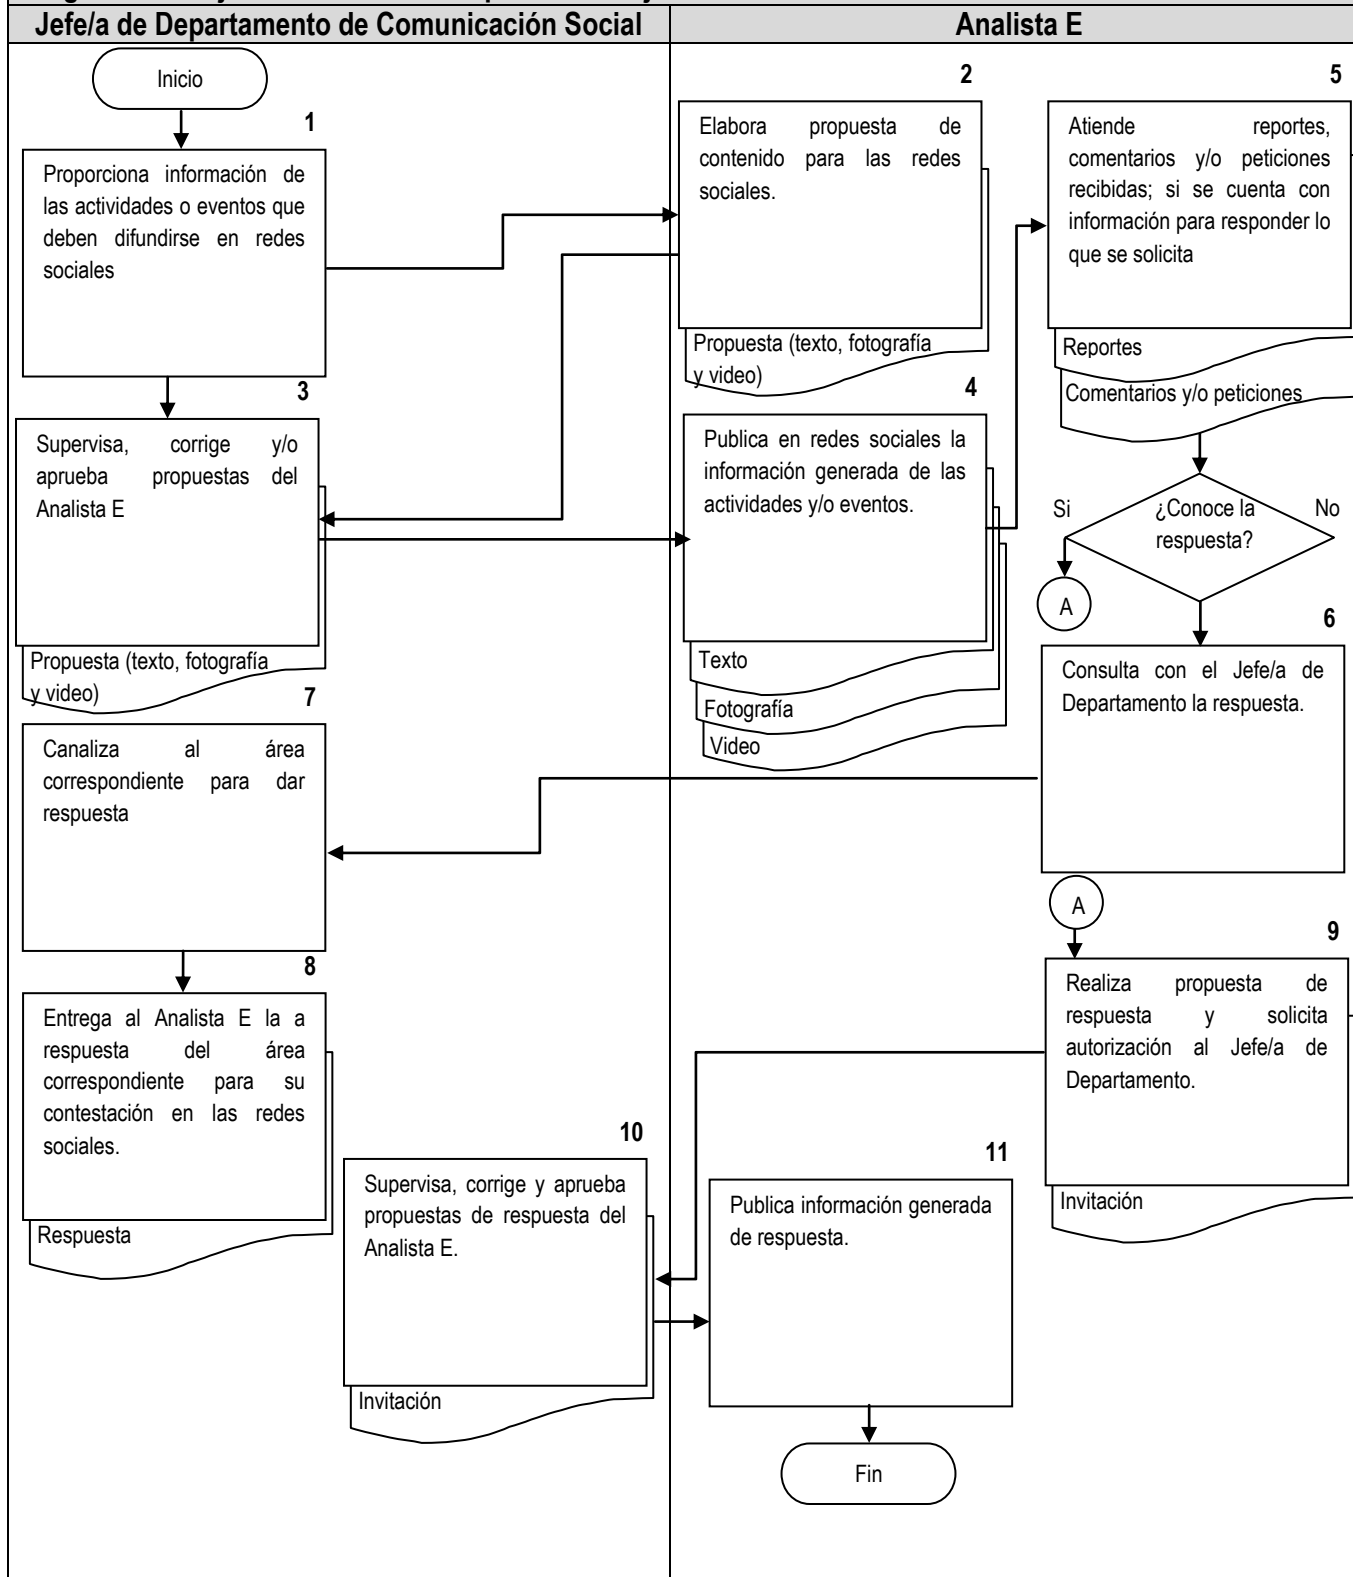 Jefe/a de Departamento de Comunicación Social
Analista E
Inicio
1
Proporciona información de
las actividades o eventos que
deben difundirse en redes
sociales
2
Elabora propuesta de
contenido para las redes
sociales.
Propuesta (texto, fotografía
y video)
3
Supervisa, corrige y/o
aprueba propuestas del
Analista E
Propuesta (texto, fotografía
y video)
4
Publica en redes sociales la
información generada de las
actividades y/o eventos.
Texto
Fotografía
Video
5
Atiende reportes,
comentarios y/o peticiones
recibidas; si se cuenta con
información para responder lo
que se solicita
Reportes
Comentarios y/o peticiones
¿Conoce la
respuesta?
Si
No
A
6
Consulta con el Jefe/a de
Departamento la respuesta.
7
Canaliza al área
correspondiente para dar
respuesta
8
Entrega al Analista E la a
respuesta del área
correspondiente para su
contestación en las redes
sociales.
Respuesta
A
9
Realiza propuesta de
respuesta y solicita
autorización al Jefe/a de
Departamento.
Invitación
10
Supervisa, corrige y aprueba
propuestas de respuesta del
Analista E.
Invitación
11
Publica información generada
de respuesta.
Fin